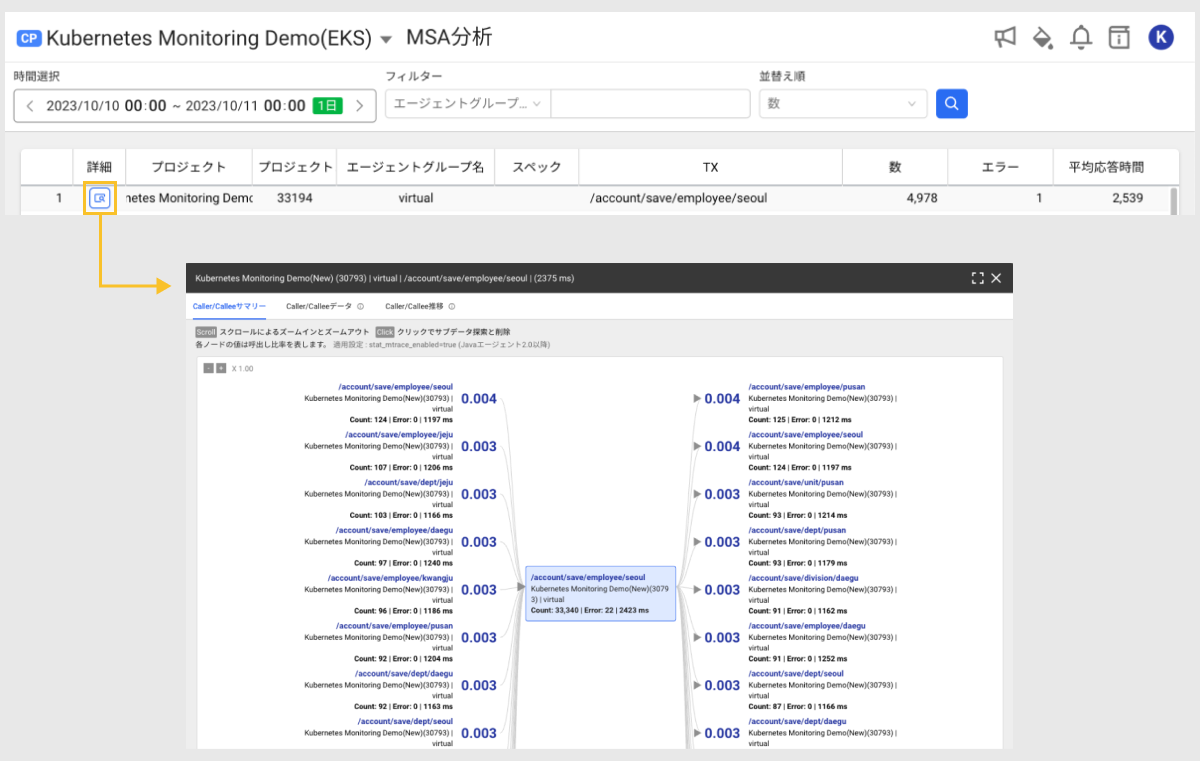 CP Kubernetes Monitoring Demo(EKS) MSA分析
K
時間選択 フィルター 並替え順
2023/10/10 00:00 ~ 2023/10/11 00:00 1日 エージェントグループ... 数
詳細 プロジェクト プロジェクト エージェントグループ名 スペック TX 数 エラー 平均応答時間
1 netes Monitoring Demo 33194 virtual /account/save/employee/seoul 4,978 1 2,539
Kubernetes Monitoring Demo(New) (30793) | virtual | /account/save/employee/seoul | (2375 ms)
Caller/Calleeサマリー Caller/Calleeデータ Caller/Callee推移
Scroll スクロールによるズームインとズームアウト Click クリックでサブデータ探索と削除
各ノードの値は呼出し比率を表します。 適用設定 : stat_mtrace_enabled=true (Javaエージェント2.0以降)
- + X 1.00
/account/save/employee/seoul
Kubernetes Monitoring Demo(New)(30793) |
virtual
Count: 124 | Error: 0 | 1197 ms
0.004
/account/save/employee/jeju
Kubernetes Monitoring Demo(New)(30793) |
virtual
Count: 107 | Error: 0 | 1206 ms
0.003
/account/save/dept/jeju
Kubernetes Monitoring Demo(New)(30793) |
virtual
Count: 103 | Error: 0 | 1166 ms
0.003
/account/save/employee/daegu
Kubernetes Monitoring Demo(New)(30793) |
virtual
Count: 97 | Error: 0 | 1240 ms
0.003
/account/save/employee/kwangju
Kubernetes Monitoring Demo(New)(30793) |
virtual
Count: 96 | Error: 0 | 1186 ms
0.003
/account/save/employee/pusan
Kubernetes Monitoring Demo(New)(30793) |
virtual
Count: 92 | Error: 0 | 1204 ms
0.003
/account/save/dept/daegu
Kubernetes Monitoring Demo(New)(30793) |
virtual
Count: 92 | Error: 0 | 1163 ms
0.003
/account/save/dept/seoul
Kubernetes Monitoring Demo(New)(30793) |
virtual
0.003
/account/save/employee/seoul
Kubernetes Monitoring Demo(New)(3079
3) | virtual
Count: 33,340 | Error: 22 | 2423 ms
0.004
/account/save/employee/pusan
Kubernetes Monitoring Demo(New)(30793) |
virtual
Count: 125 | Error: 0 | 1212 ms
0.004
/account/save/employee/seoul
Kubernetes Monitoring Demo(New)(30793) |
virtual
Count: 124 | Error: 0 | 1197 ms
0.003
/account/save/unit/pusan
Kubernetes Monitoring Demo(New)(30793) |
virtual
Count: 93 | Error: 0 | 1214 ms
0.003
/account/save/dept/pusan
Kubernetes Monitoring Demo(New)(30793) |
virtual
Count: 93 | Error: 0 | 1179 ms
0.003
/account/save/division/daegu
Kubernetes Monitoring Demo(New)(30793) |
virtual
Count: 91 | Error: 0 | 1162 ms
0.003
/account/save/employee/daegu
Kubernetes Monitoring Demo(New)(30793) |
virtual
Count: 91 | Error: 0 | 1252 ms
0.003
/account/save/dept/seoul
Kubernetes Monitoring Demo(New)(30793) |
virtual
Count: 87 | Error: 0 | 1166 ms
0.003
/account/save/dept/daegu
Kubernetes Monitoring Demo(New)(30793) |
virtual